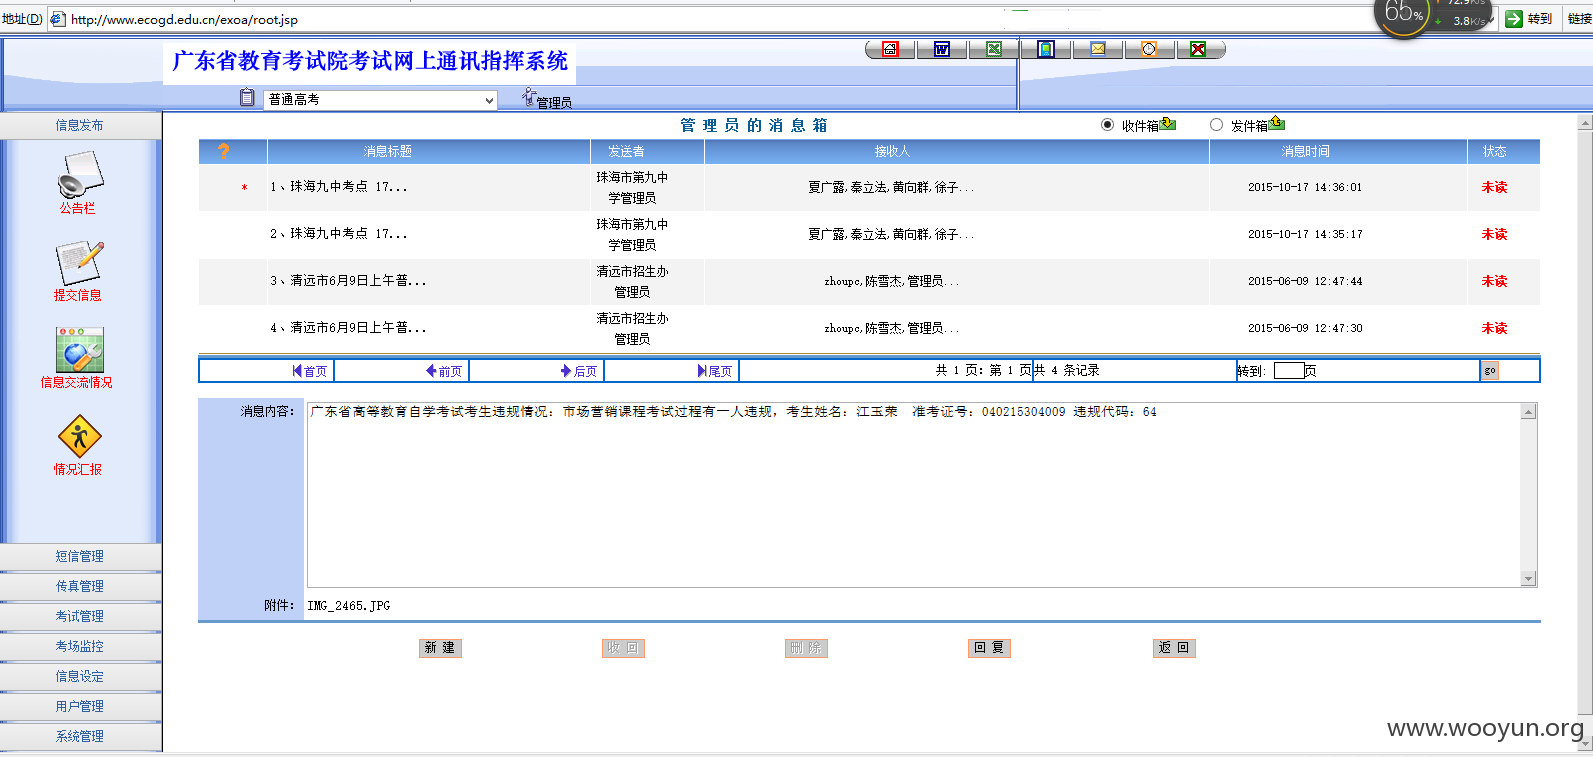 地址(D) http://www.ecogd.edu.cn/exoa/root.jsp
65% 72.9K/s
3.8K/s 转到 链接
广东省教育考试院考试网上通讯指挥系统
普通高考 管理员
信息发布
公告栏
提交信息
信息交流情况
情况汇报
短信管理
传真管理
考试管理
考场监控
信息设定
用户管理
系统管理
管理员的消息箱 收件箱 发件箱
? 消息标题 发送者 接收人 消息时间 状态
* 1、珠海九中考点 17... 珠海市第九中学管理员 夏广露,秦立法,黄向群,徐子... 2015-10-17 14:36:01 未读
2、珠海九中考点 17... 珠海市第九中学管理员 夏广露,秦立法,黄向群,徐子... 2015-10-17 14:35:17 未读
3、清远市6月9日上午普... 清远市招生办管理员 zhoupc,陈雪杰,管理员... 2015-06-09 12:47:44 未读
4、清远市6月9日上午普... 清远市招生办管理员 zhoupc,陈雪杰,管理员... 2015-06-09 12:47:30 未读
首页 前页 后页 尾页 共 1 页: 第 1 页 共 4 条记录 转到: 页 go
消息内容: 广东省高等教育自学考试考生违规情况：市场营销课程考试过程有一人违规，考生姓名：江玉荣 准考证号：040215304009 违规代码：64
附件: IMG_2465.JPG
新建 收回 删除 回复 返回
www.wooyun.org